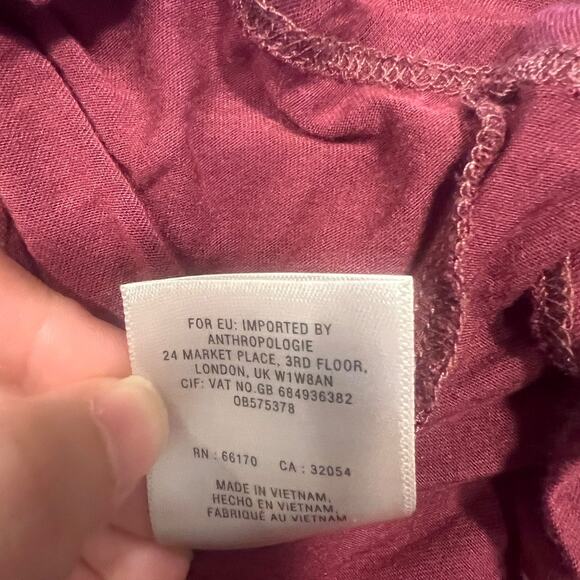 FOR EU: IMPORTED BY
ANTHROPOLOGIE
24 MARKET PLACE, 3RD FLOOR,
LONDON, UK W1W8AN
CIF: VAT NO.GB 684936382
OB575378
RN : 66170 CA : 32054
MADE IN VIETNAM,
HECHO EN VIETNAM,
FABRIQUÉ AU VIETNAM